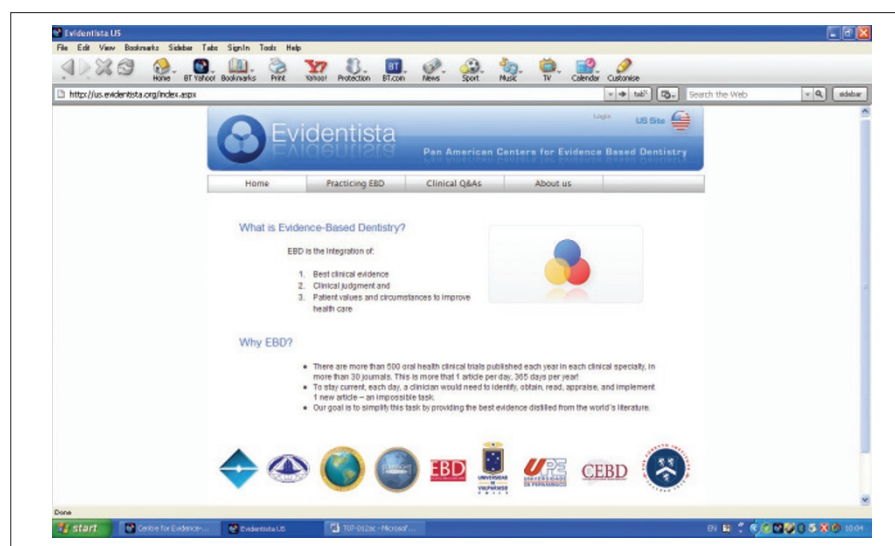 Evidentista US
File Edit View Bookmarks Sidebar Tabs Sign In Tools Help
Home BT Yahoo! Bookmarks Print Yahoo! Protection BT.com News Sport Music TV Calendar Customise
http://us.evidentista.org/index.aspx
Search the Web
sidebar
Login
US Site
Evidentista
Pan American Centers for Evidence Based Dentistry
Home Practicing EBD Clinical Q&As About us
What is Evidence-Based Dentistry?
EBD is the Integration of:
1. Best clinical evidence
2. Clinical judgment and
3. Patient values and circumstances to improve
health care
Why EBD?
There are more than 500 oral health clinical trials published each year in each clinical specialty, in
more than 30 journals. This is more that 1 article per day, 365 days per year!
To stay current, each day, a clinician would need to identify, obtain, read, appraise, and implement
1 new article – an impossible task.
Our goal is to simplify this task by providing the best evidence distilled from the world's literature.
EBD
UPE
UNIVERSIDADE
DE PERNAMBUCO
CEBD
Done
start
Centre for Evidence-...
Evidentista US
EN
10:04